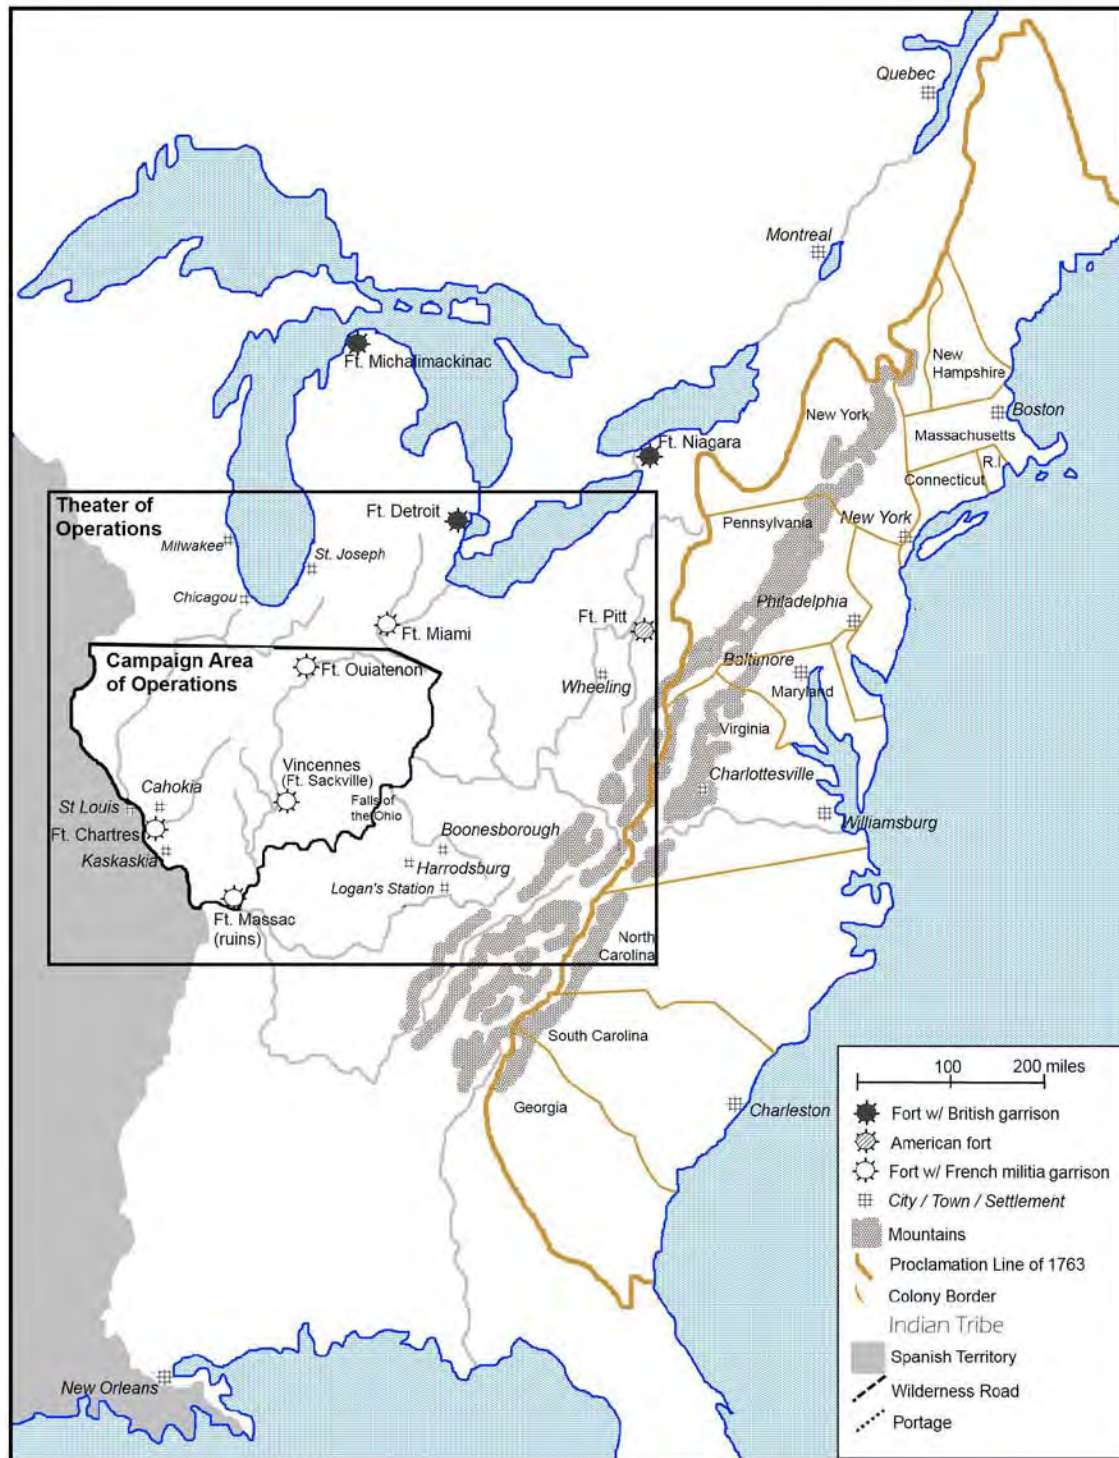 Quebec
Montreal
Ft. Michalimackinac
New
Hampshire
New York
Boston
Massachusetts
Ft. Niagara
R.I.
Connecticut
Theater of
Operations
Ft. Detroit
Pennsylvania
New York
Milwakee
St. Joseph
Chicagou
Philadelphia
Ft. Miami
Ft. Pitt
Campaign Area
of Operations
Ft. Ouiatenon
Baltimore
Wheeling
Maryland
Virginia
Vincennes
(Ft. Sackville)
Charlottesville
Cahokia
St Louis
Falls of
the Ohio
Ft. Chartres
Boonesborough
Williamsburg
Kaskaskia
Harrodsburg
Logan's Station
Ft. Massac
(ruins)
North
Carolina
South Carolina
Georgia
Charleston
New Orleans
100 200 miles
Fort w/ British garrison
American fort
Fort w/ French militia garrison
City / Town / Settlement
Mountains
Proclamation Line of 1763
Colony Border
Indian Tribe
Spanish Territory
Wilderness Road
Portage